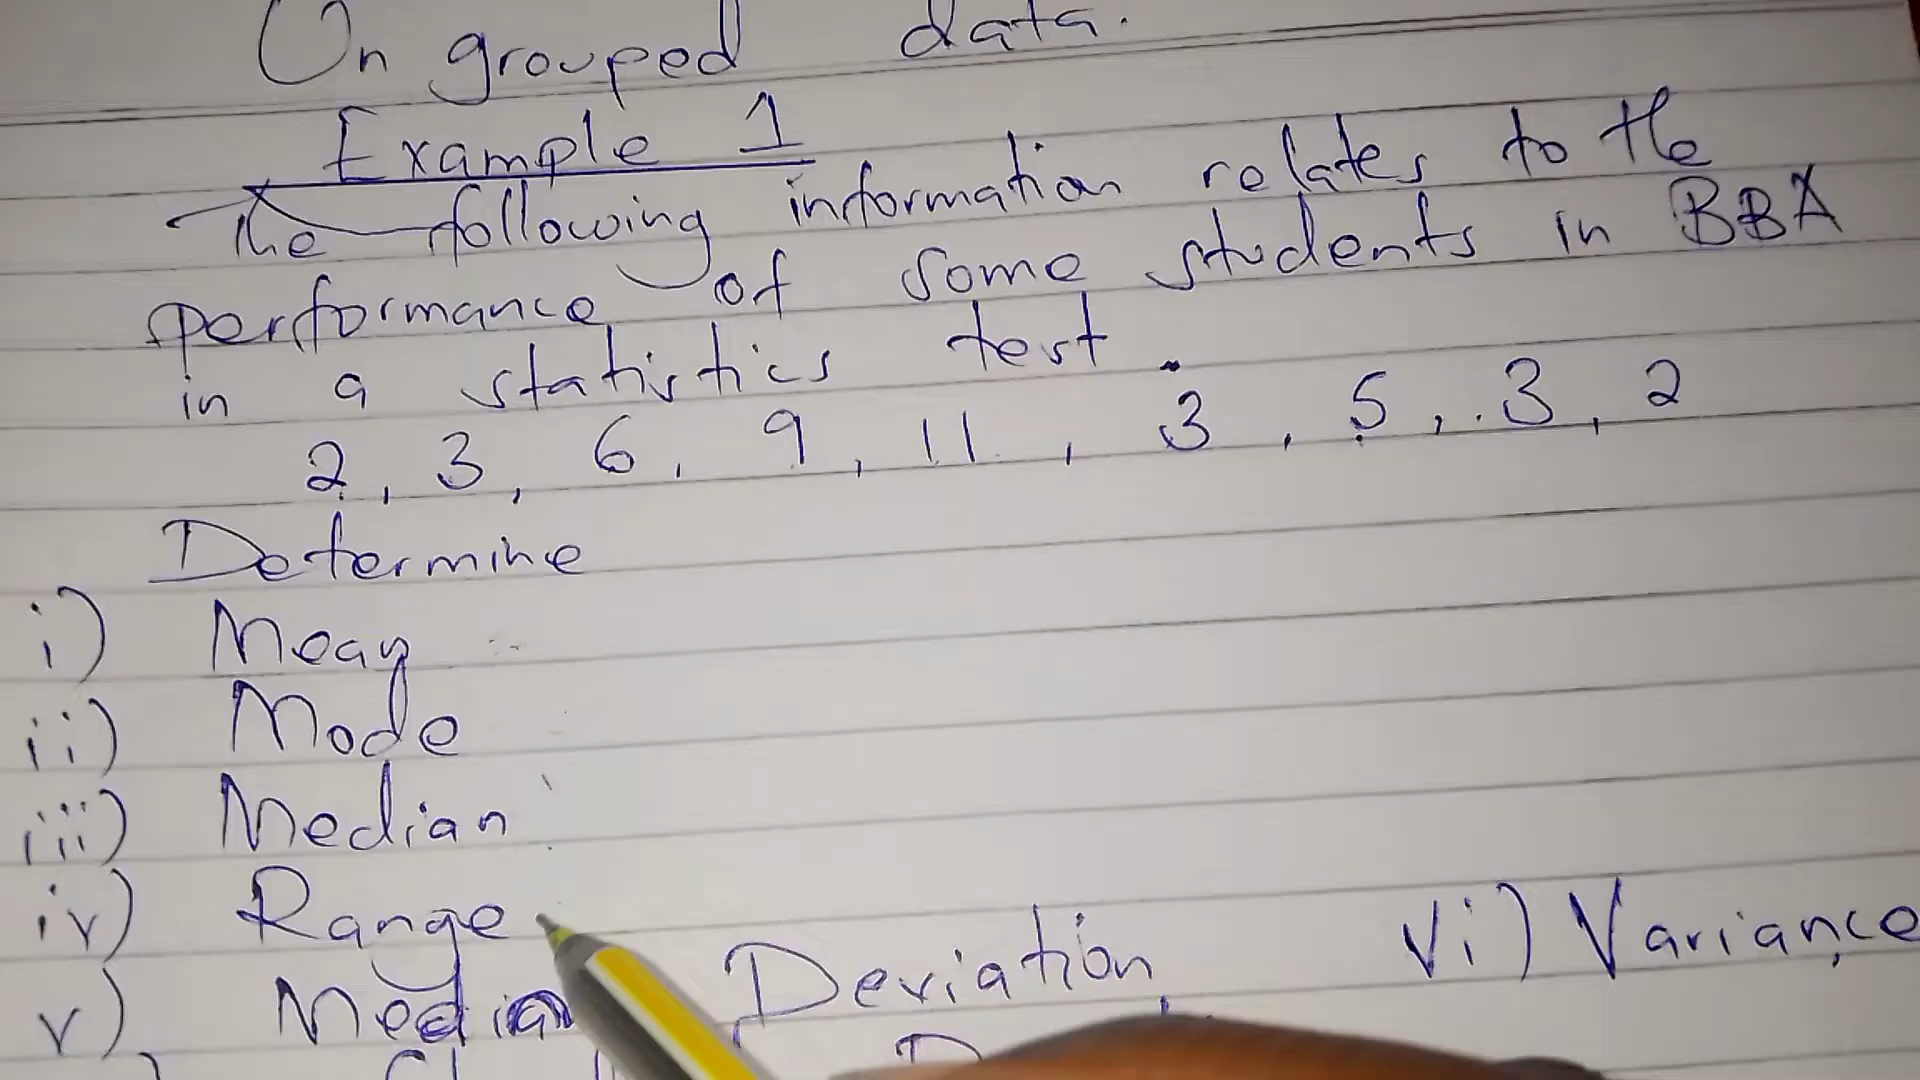 On grouped data.
Example 1
The following information relates to the
performance of some students in BBA
in a statistics test.
2, 3, 6, 9, 11, 3, 5, 3, 2
Determine
i) Mean
ii) Mode
iii) Median
iv) Range
v) Median Deviation vi) Variance